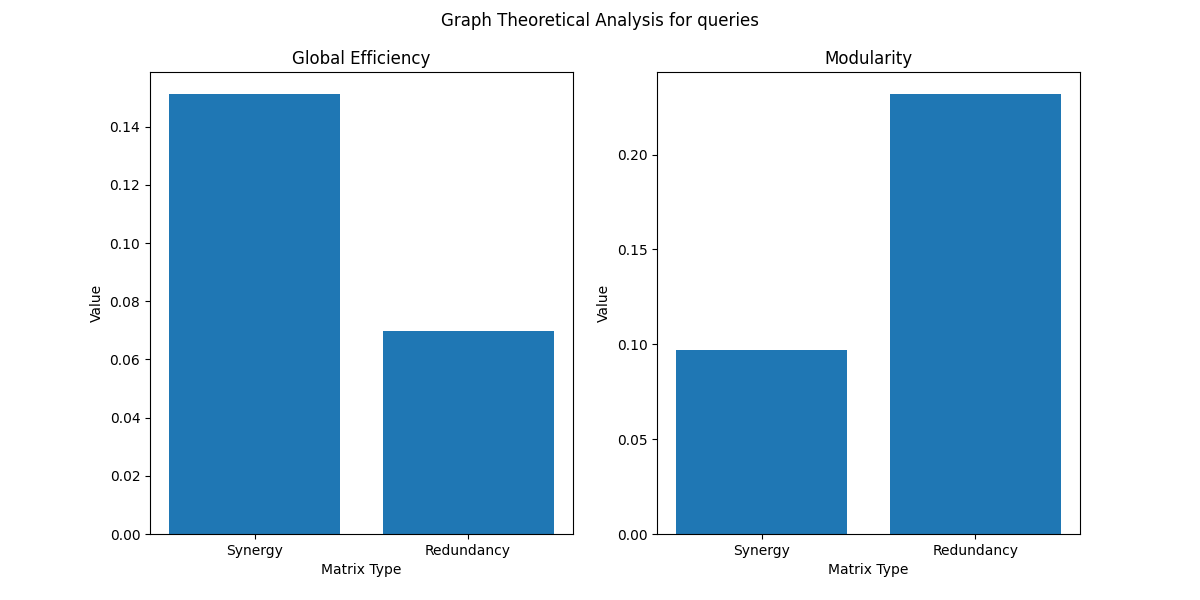 Graph Theoretical Analysis for queries
Global Efficiency
Value
0.14
0.12
0.10
0.08
0.06
0.04
0.02
0.00
Synergy
Redundancy
Matrix Type
Modularity
Value
0.20
0.15
0.10
0.05
0.00
Synergy
Redundancy
Matrix Type